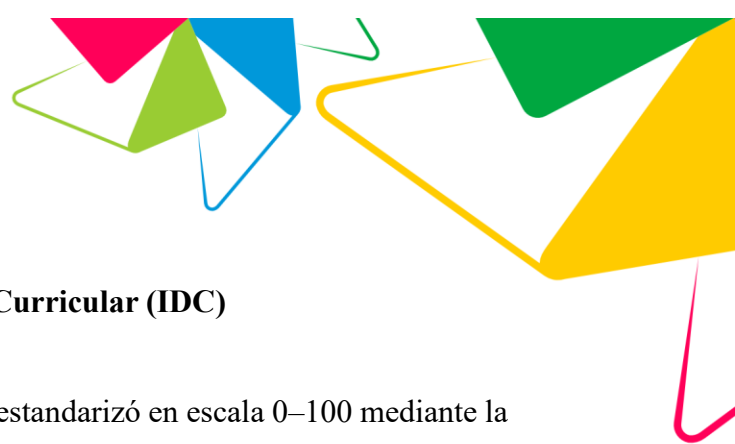 Curricular (IDC)
estandarizó en escala 0–100 mediante la